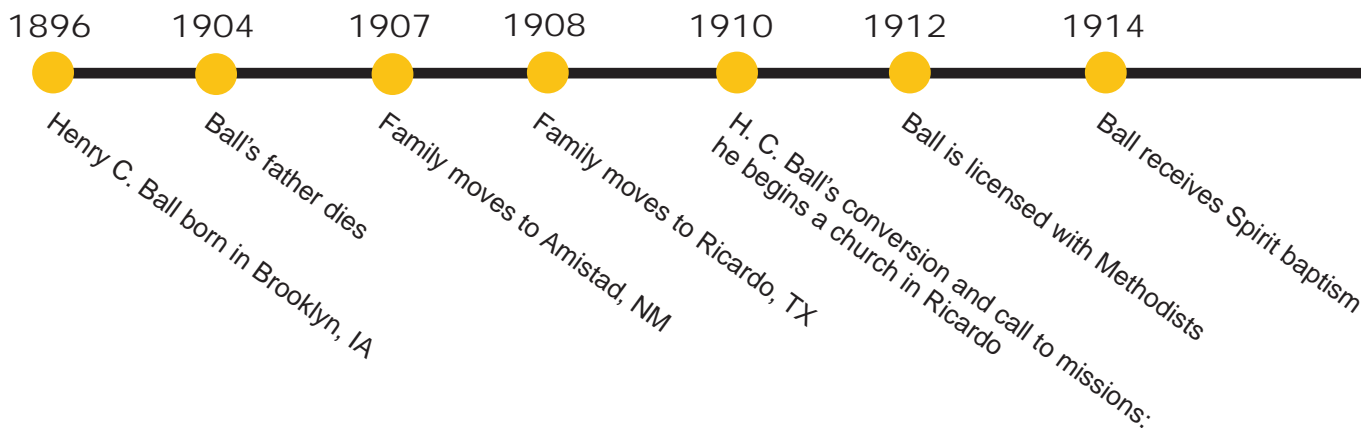 1896
1904
1907
1908
1910
1912
1914
Henry C. Ball born in Brooklyn, IA
Ball's father dies
Family moves to Amistad, NM
Family moves to Ricardo, TX
H. C. Ball's conversion and call to missions:
he begins a church in Ricardo
Ball is licensed with Methodists
Ball receives Spirit baptism